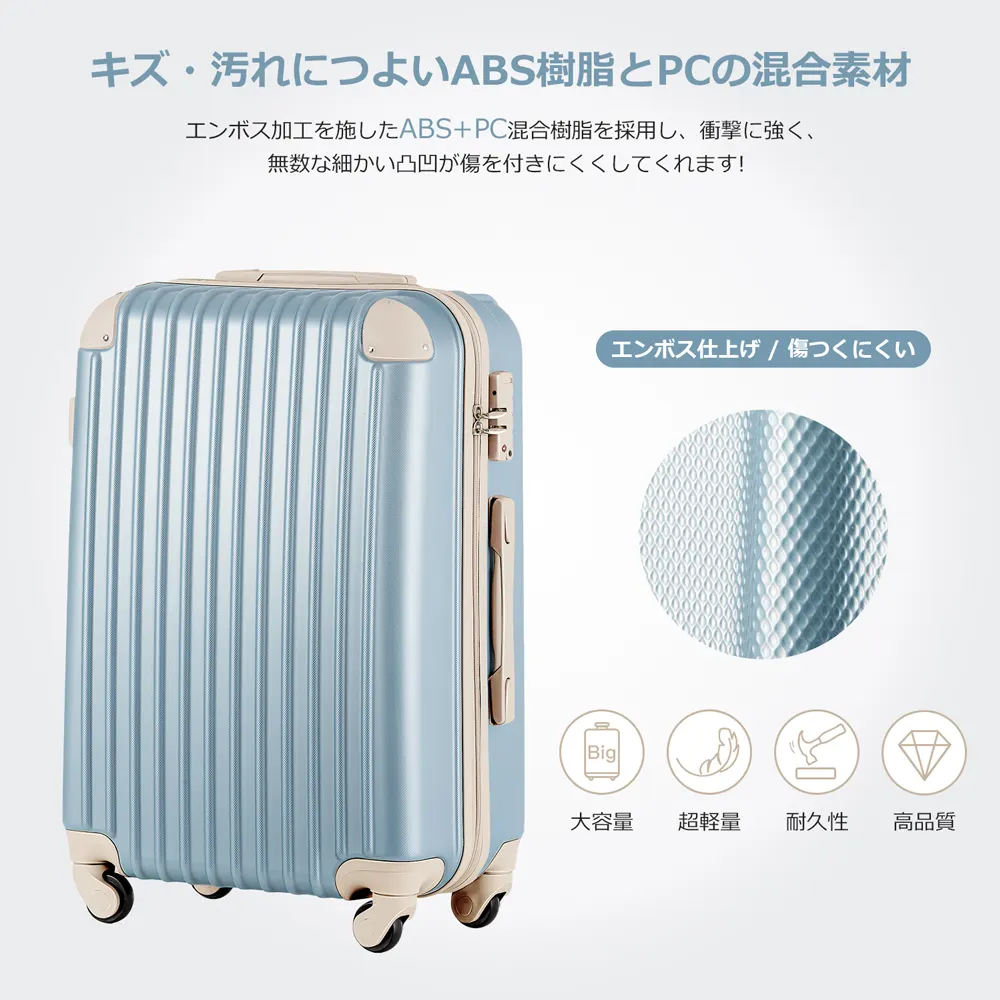 キズ・汚れにつよいABS樹脂とPCの混合素材
エンボス加工を施したABS+PC混合樹脂を採用し、衝撃に強く、
無数な細かい凸凹が傷を付きにくくしてくれます!
エンボス仕上げ / 傷つくにくい
Big
大容量
超軽量
耐久性
高品質